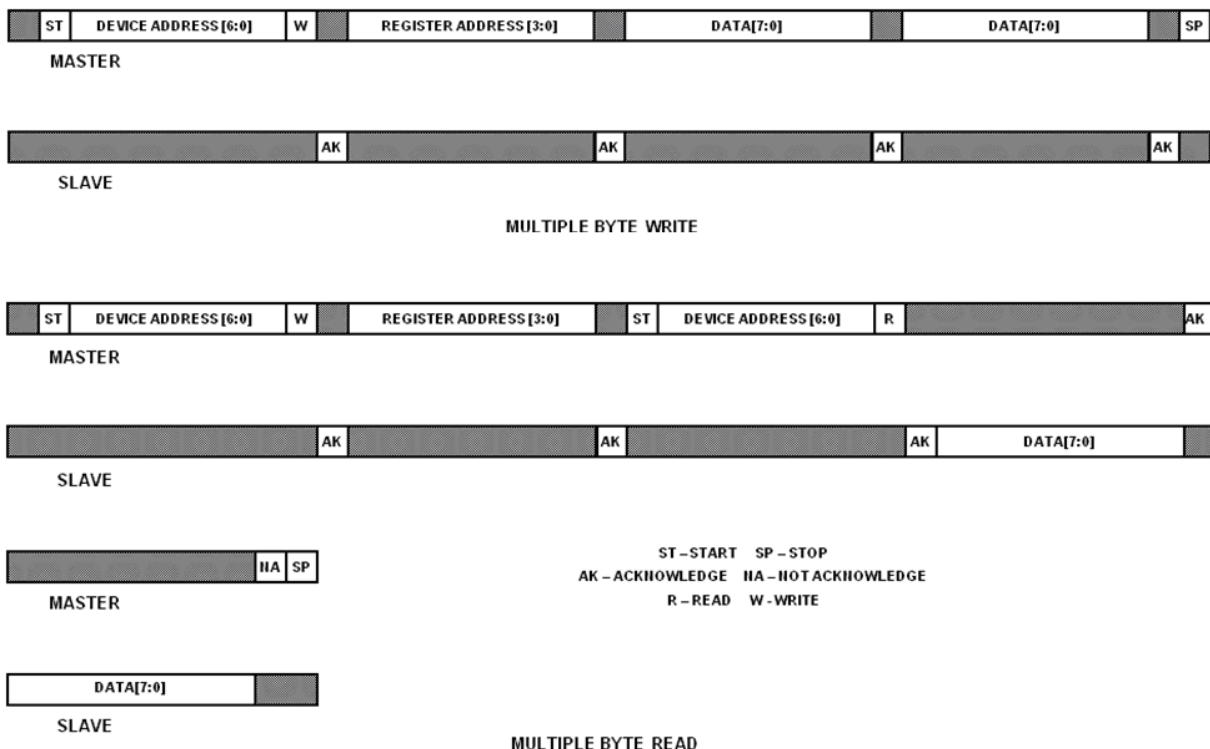 ST DEVICE ADDRESS [6:0] W REGISTER ADDRESS [3:0] DATA[7:0] DATA[7:0] SP
MASTER
AK AK AK AK
SLAVE
MULTIPLE BYTE WRITE
ST DEVICE ADDRESS [6:0] W REGISTER ADDRESS [3:0] ST DEVICE ADDRESS [6:0] R AK
MASTER
AK AK AK DATA[7:0]
SLAVE
NA SP
MASTER
ST – START SP – STOP
AK – ACKNOWLEDGE NA – NOT ACKNOWLEDGE
R – READ W - WRITE
DATA[7:0]
SLAVE
MULTIPLE BYTE READ